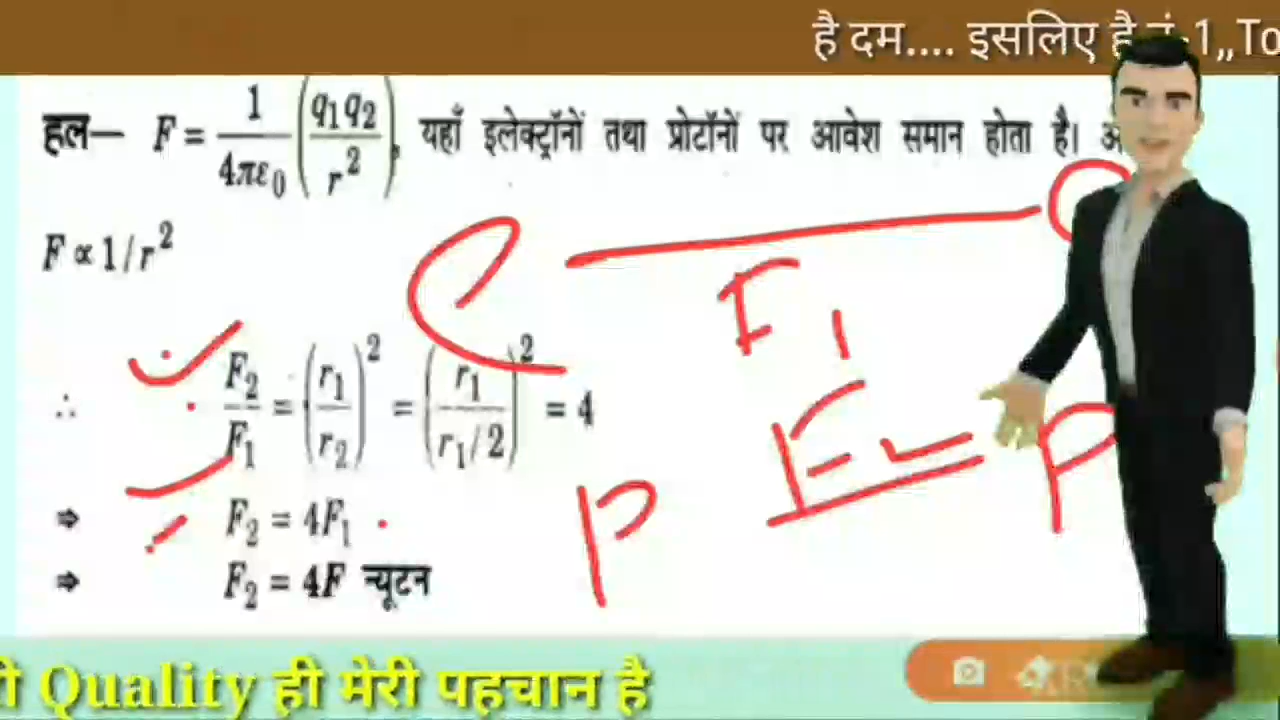 है दम.... इसलिए है नं-1,,To
हल— F = 1/4πε₀ (q₁q₂/r²), यहाँ इलेक्ट्रॉनों तथा प्रोटॉनों पर आवेश समान होता है।
F ∝ 1/r²
∴ F₂/F₁ = (r₁/r₂)² = (r₁/r₁/2)² = 4
⇒ F₂ = 4F₁
⇒ F₂ = 4F न्यूटन
e
F₁
F₂
P P
Quality ही मेरी पहचान है